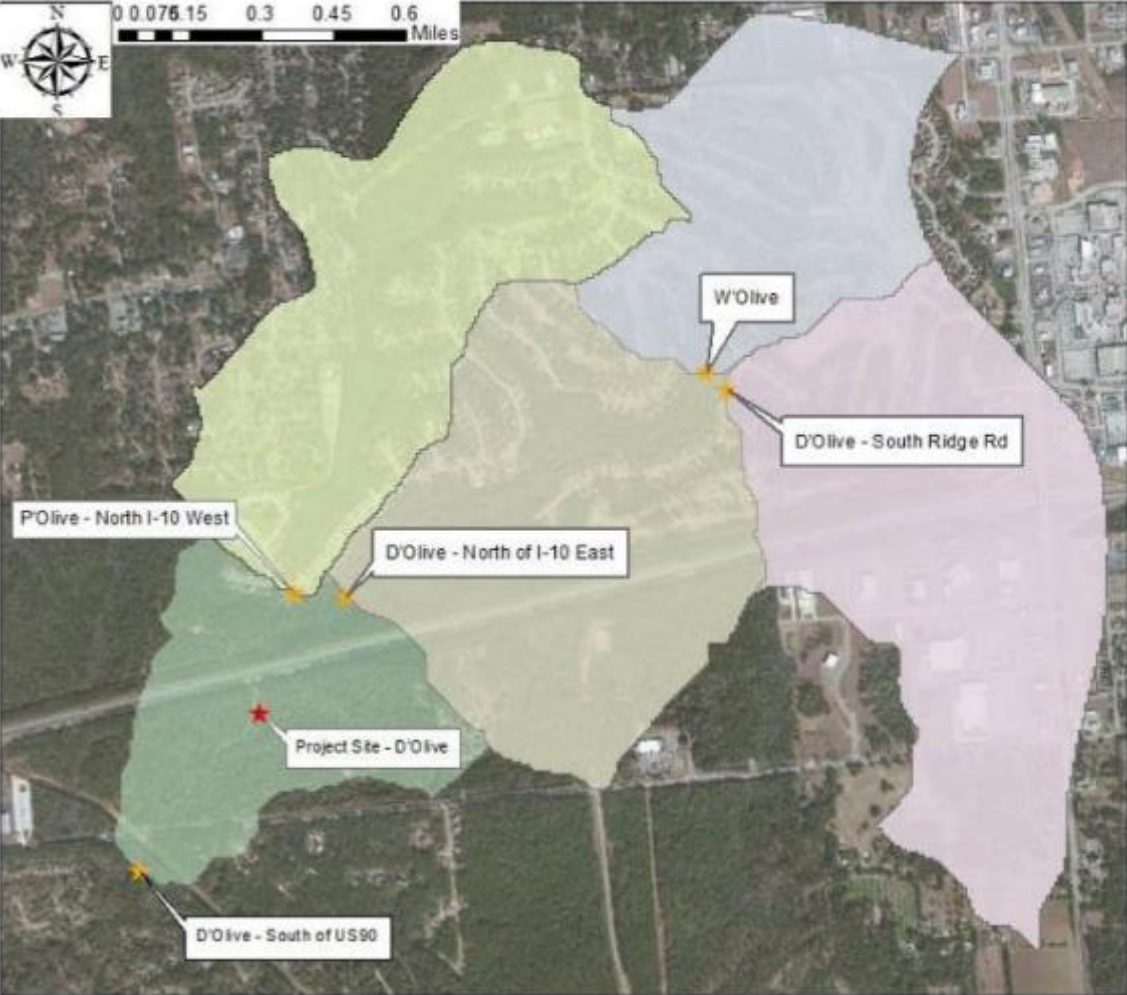 N
W E
S
0 0.075 0.15 0.3 0.45 0.6
Miles
W'Olive
D'Olive - South Ridge Rd
P'Olive - North I-10 West
D'Olive - North of I-10 East
Project Site - D'Olive
D'Olive - South of US90